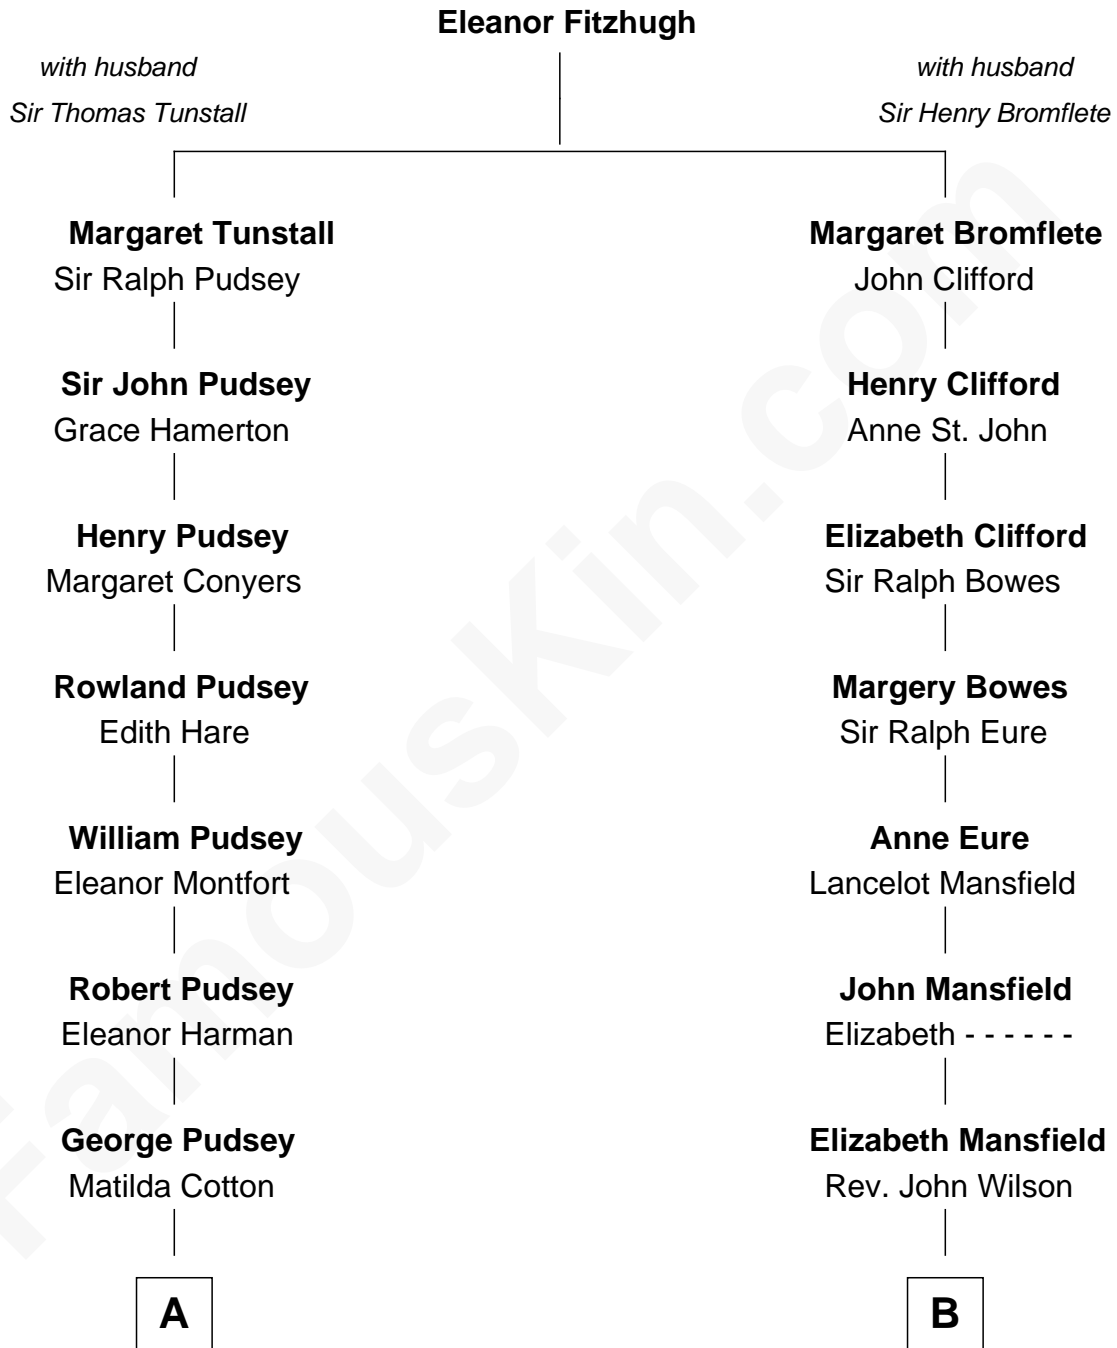 Eleanor Fitzhugh
with husband
Sir Thomas Tunstall
with husband
Sir Henry Bromflete
Margaret Tunstall
Sir Ralph Pudsey
Sir John Pudsey
Grace Hamerton
Henry Pudsey
Margaret Conyers
Rowland Pudsey
Edith Hare
William Pudsey
Eleanor Montfort
Robert Pudsey
Eleanor Harman
George Pudsey
Matilda Cotton
A
Margaret Bromflete
John Clifford
Henry Clifford
Anne St. John
Elizabeth Clifford
Sir Ralph Bowes
Margery Bowes
Sir Ralph Eure
Anne Eure
Lancelot Mansfield
John Mansfield
Elizabeth - - - - - -
Elizabeth Mansfield
Rev. John Wilson
B
FamousKin.com